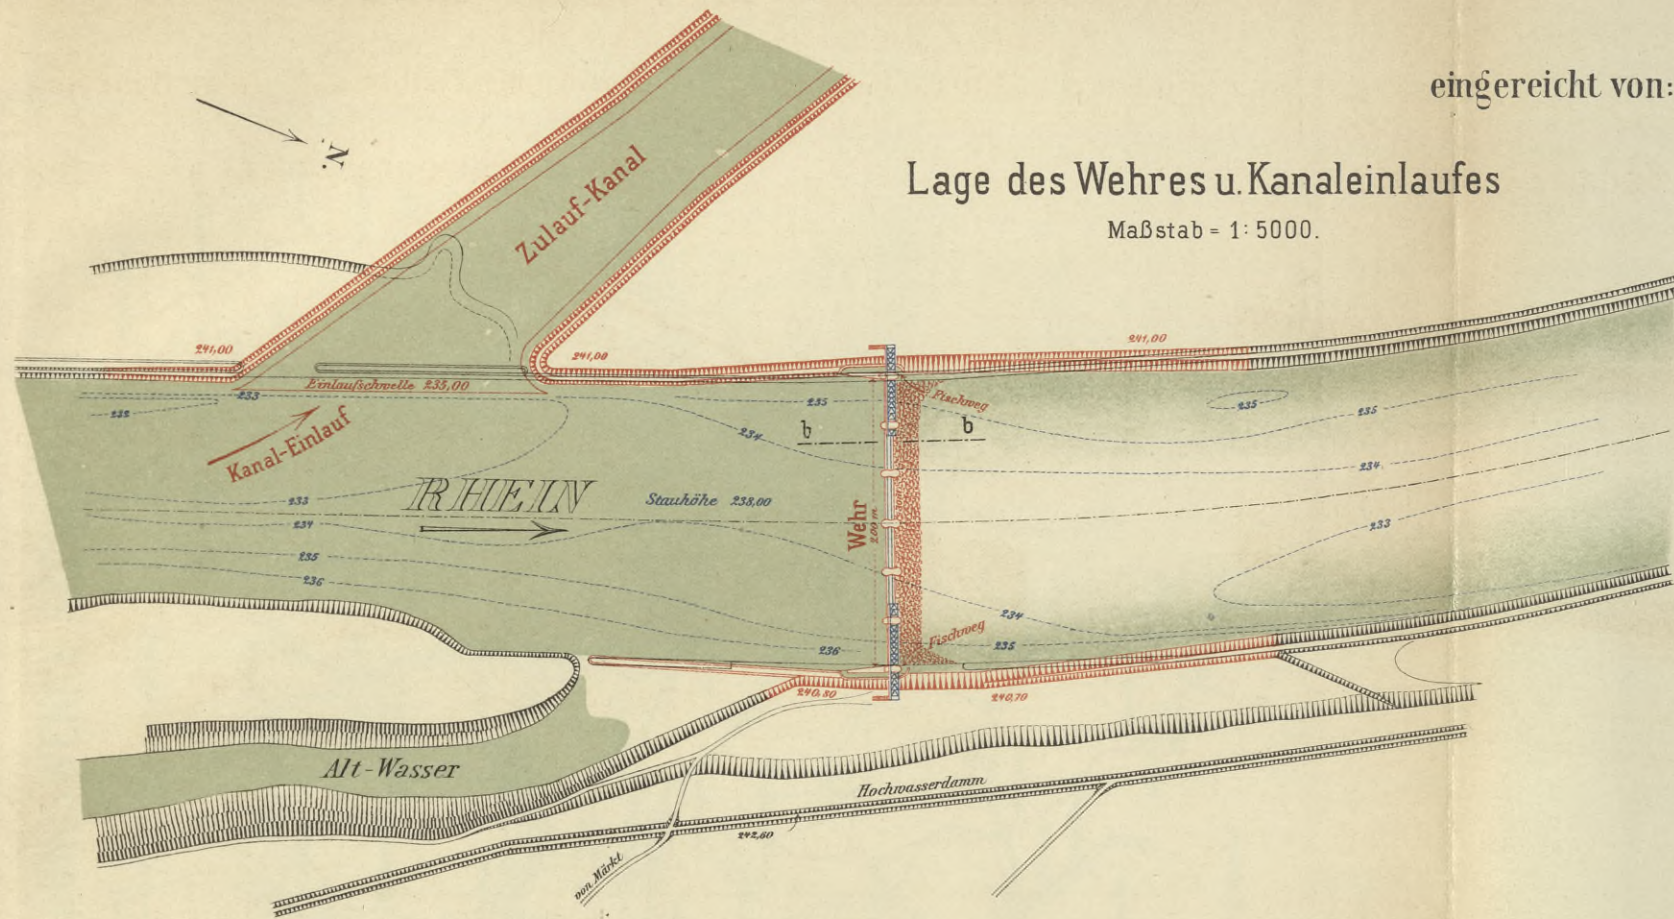 eingereicht von:
Lage des Wehres u. Kanaleinlaufes
Maßstab = 1:5000.
N.
Zulauf-Kanal
241,00
241,00
241,00
Einlaufschwelle 235,00
233
232
235
235
235
Fischweg
Kanal-Einlauf
234
b
b
234
233
RHEIN
Stauhöhe 238,00
Wehr
200 m
234
233
235
236
234
Fischweg
236
235
240,80
240,70
Alt-Wasser
Hochwasserdamm
242,60
von Märkt